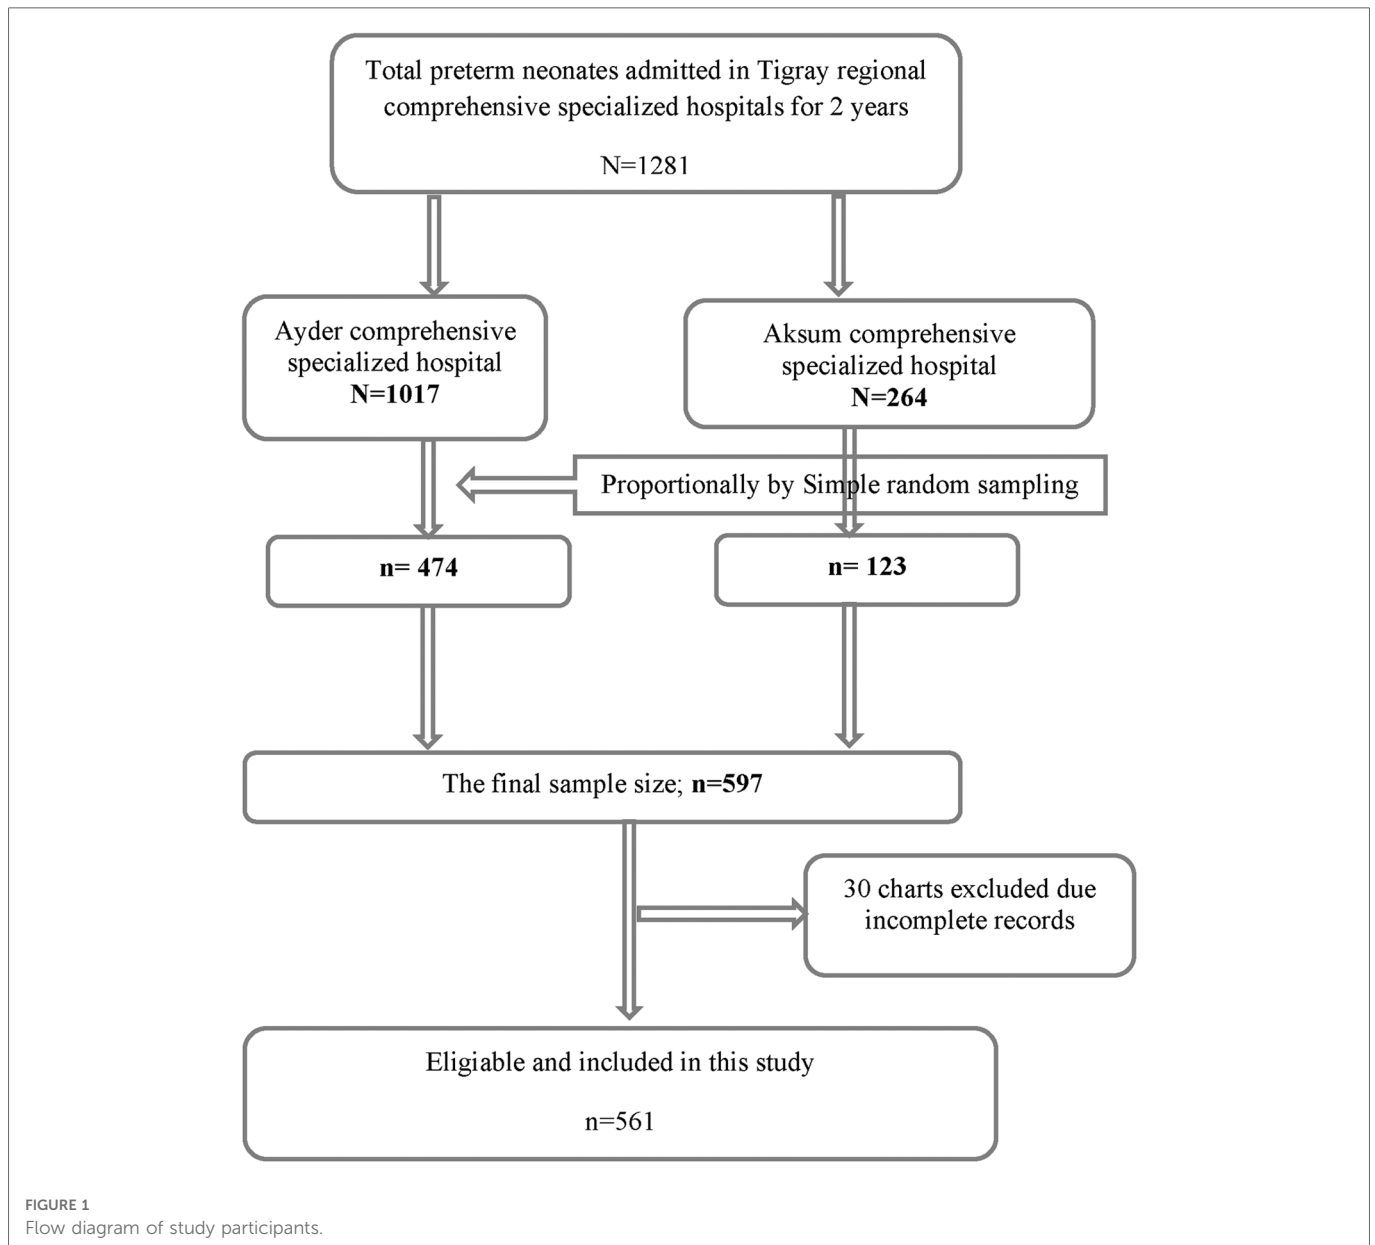 Total preterm neonates admitted in Tigray regional
comprehensive specialized hospitals for 2 years
N=1281
Ayder comprehensive
specialized hospital
N=1017
Aksum comprehensive
specialized hospital
N=264
Proportionally by Simple random sampling
n= 474
n= 123
The final sample size; n=597
30 charts excluded due
incomplete records
Eligiable and included in this study
n=561
FIGURE 1
Flow diagram of study participants.